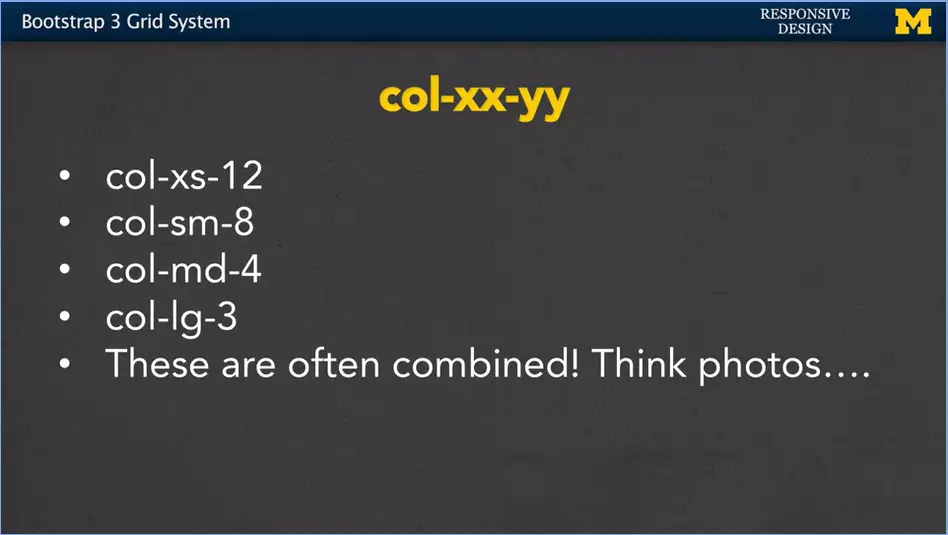 Bootstrap 3 Grid System
RESPONSIVE
DESIGN
M
col-xx-yy
• col-xs-12
• col-sm-8
• col-md-4
• col-lg-3
• These are often combined! Think photos....